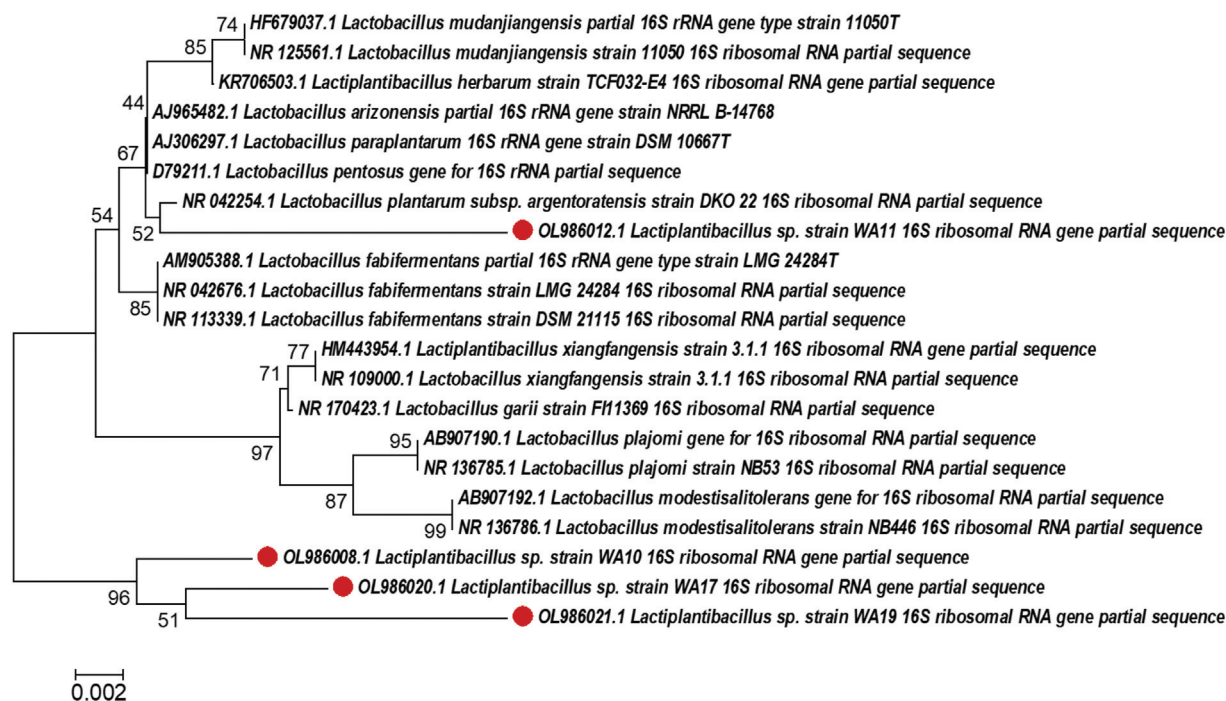 74
HF679037.1 Lactobacillus mudanjiangensis partial 16S rRNA gene type strain 11050T
85
NR 125561.1 Lactobacillus mudanjiangensis strain 11050 16S ribosomal RNA partial sequence
KR706503.1 Lactiplantibacillus herbarum strain TCF032-E4 16S ribosomal RNA gene partial sequence
44
AJ965482.1 Lactobacillus arizonensis partial 16S rRNA gene strain NRRL B-14768
AJ306297.1 Lactobacillus paraplantarum 16S rRNA gene strain DSM 10667T
67
D79211.1 Lactobacillus pentosus gene for 16S rRNA partial sequence
NR 042254.1 Lactobacillus plantarum subsp. argentoratensis strain DKO 22 16S ribosomal RNA partial sequence
54
52
OL986012.1 Lactiplantibacillus sp. strain WA11 16S ribosomal RNA gene partial sequence
AM905388.1 Lactobacillus fabifermentans partial 16S rRNA gene type strain LMG 24284T
NR 042676.1 Lactobacillus fabifermentans strain LMG 24284 16S ribosomal RNA partial sequence
85
NR 113339.1 Lactobacillus fabifermentans strain DSM 21115 16S ribosomal RNA partial sequence
77
HM443954.1 Lactiplantibacillus xiangfangensis strain 3.1.1 16S ribosomal RNA gene partial sequence
71
NR 109000.1 Lactobacillus xiangfangensis strain 3.1.1 16S ribosomal RNA partial sequence
NR 170423.1 Lactobacillus garii strain FI11369 16S ribosomal RNA partial sequence
97
95
AB907190.1 Lactobacillus plajomi gene for 16S ribosomal RNA partial sequence
NR 136785.1 Lactobacillus plajomi strain NB53 16S ribosomal RNA partial sequence
87
AB907192.1 Lactobacillus modestisalitolerans gene for 16S ribosomal RNA partial sequence
99
NR 136786.1 Lactobacillus modestisalitolerans strain NB446 16S ribosomal RNA partial sequence
OL986008.1 Lactiplantibacillus sp. strain WA10 16S ribosomal RNA gene partial sequence
96
OL986020.1 Lactiplantibacillus sp. strain WA17 16S ribosomal RNA gene partial sequence
51
OL986021.1 Lactiplantibacillus sp. strain WA19 16S ribosomal RNA gene partial sequence
0.002